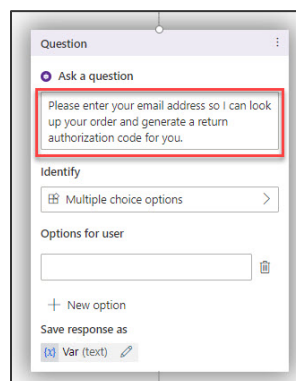 Question
Ask a question
Please enter your email address so I can look
up your order and generate a return
authorization code for you.
Identify
Multiple choice options
Options for user
New option
Save response as
{x} Var (text)